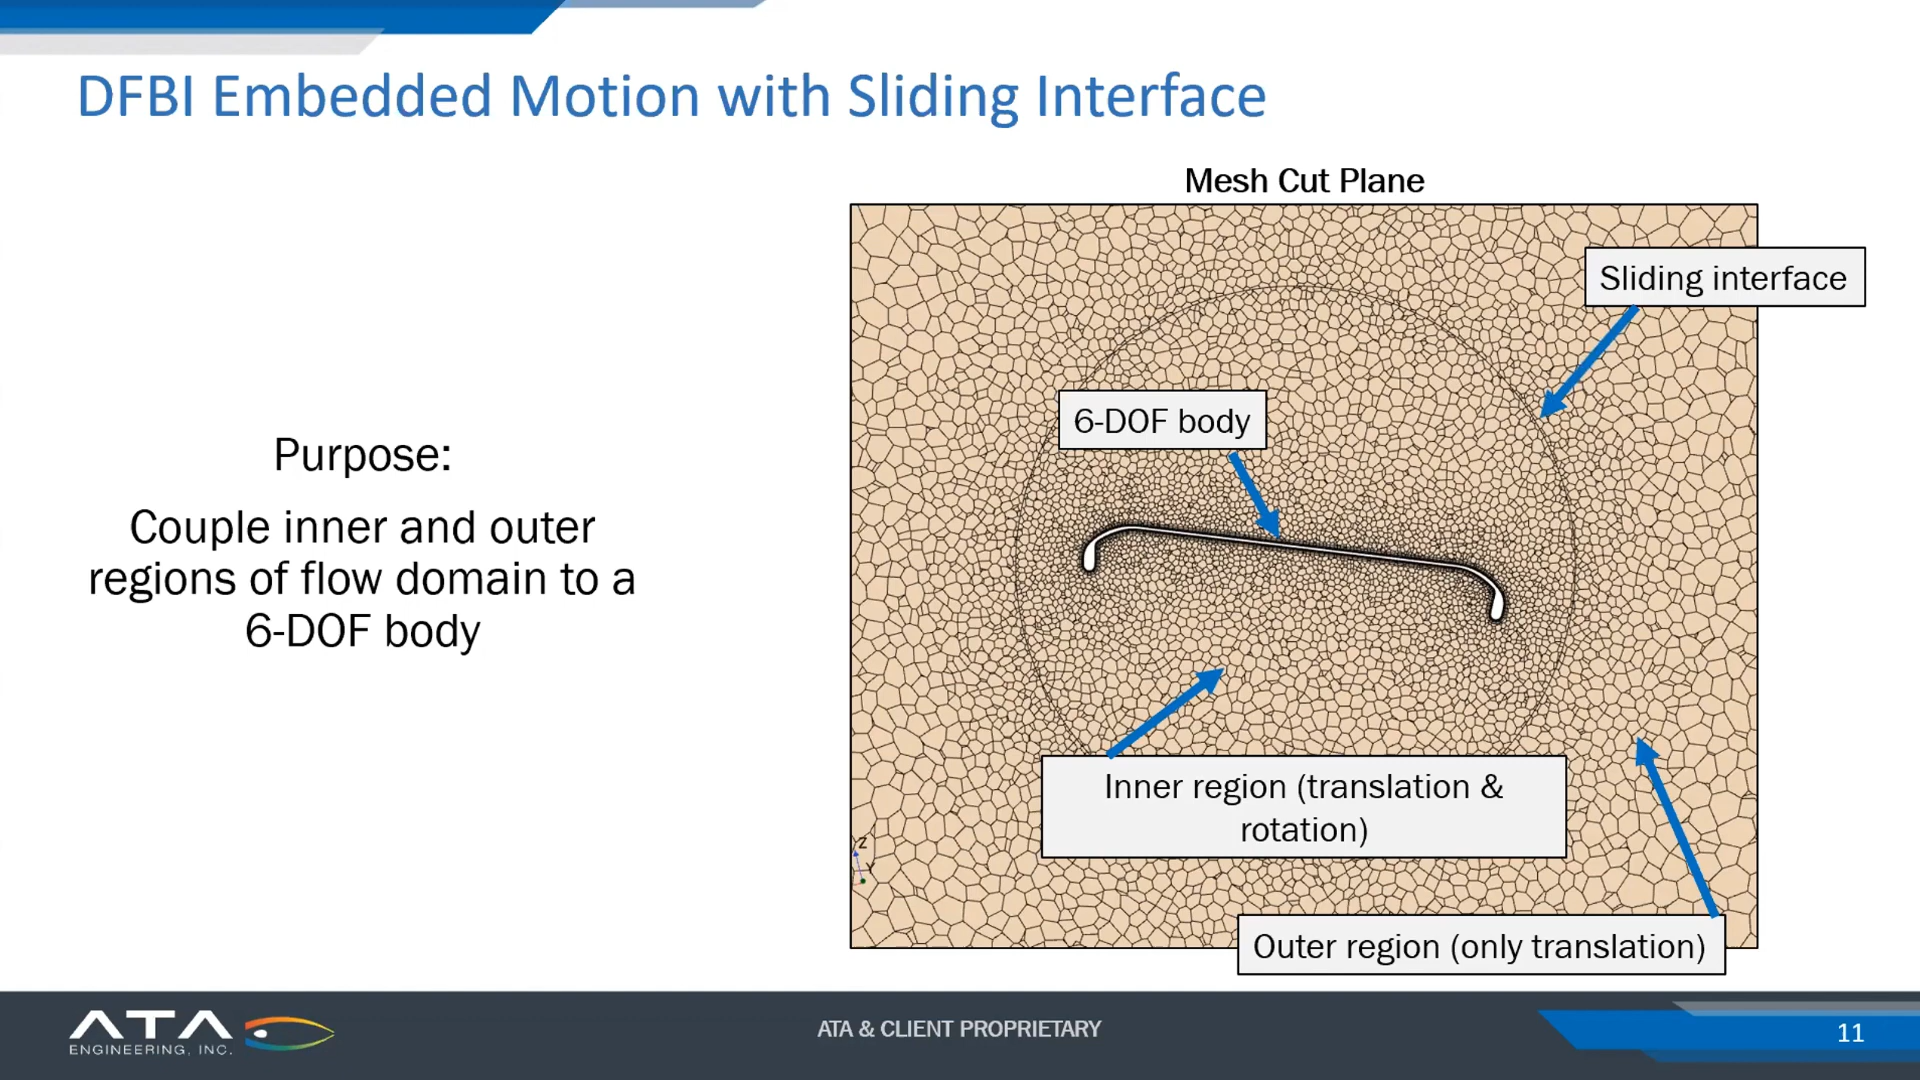 DFBI Embedded Motion with Sliding Interface
Mesh Cut Plane
Sliding interface
6-DOF body
Purpose:
Couple inner and outer
regions of flow domain to a
6-DOF body
Inner region (translation &
rotation)
Z
Y
Outer region (only translation)
ATA
ENGINEERING, INC.
ATA & CLIENT PROPRIETARY
11